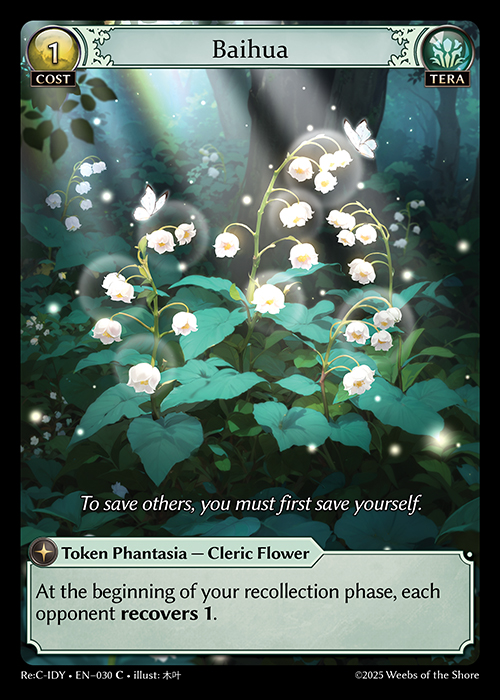 1
COST
Baihua
TERA
To save others, you must first save yourself.
Token Phantasia — Cleric Flower
At the beginning of your recollection phase, each
opponent recovers 1.
Re:C-IDY • EN–030 C • illust: 木叶
©2025 Weebs of the Shore